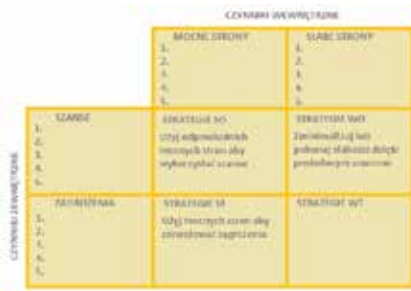 CZYNNIKI WEWNĘTRZNE
MOCNE STRONY
1.
2.
3.
4.
5.
SŁABE STRONY
1.
2.
3.
4.
5.
CZYNNIKI ZEWNĘTRZNE
SZANSE
1.
2.
3.
4.
5.
STRATEGIE SO
Użyj odpowiednich
mocnych stron aby
wykorzystać szanse
STRATEGIE WO
Zminimalizuj lub
pokonaj słabości dzięki
szansom
ZAGROŻENIA
1.
2.
3.
4.
5.
STRATEGIE ST
Użyj mocnych stron aby
zniwelować zagrożenia
STRATEGIE WT